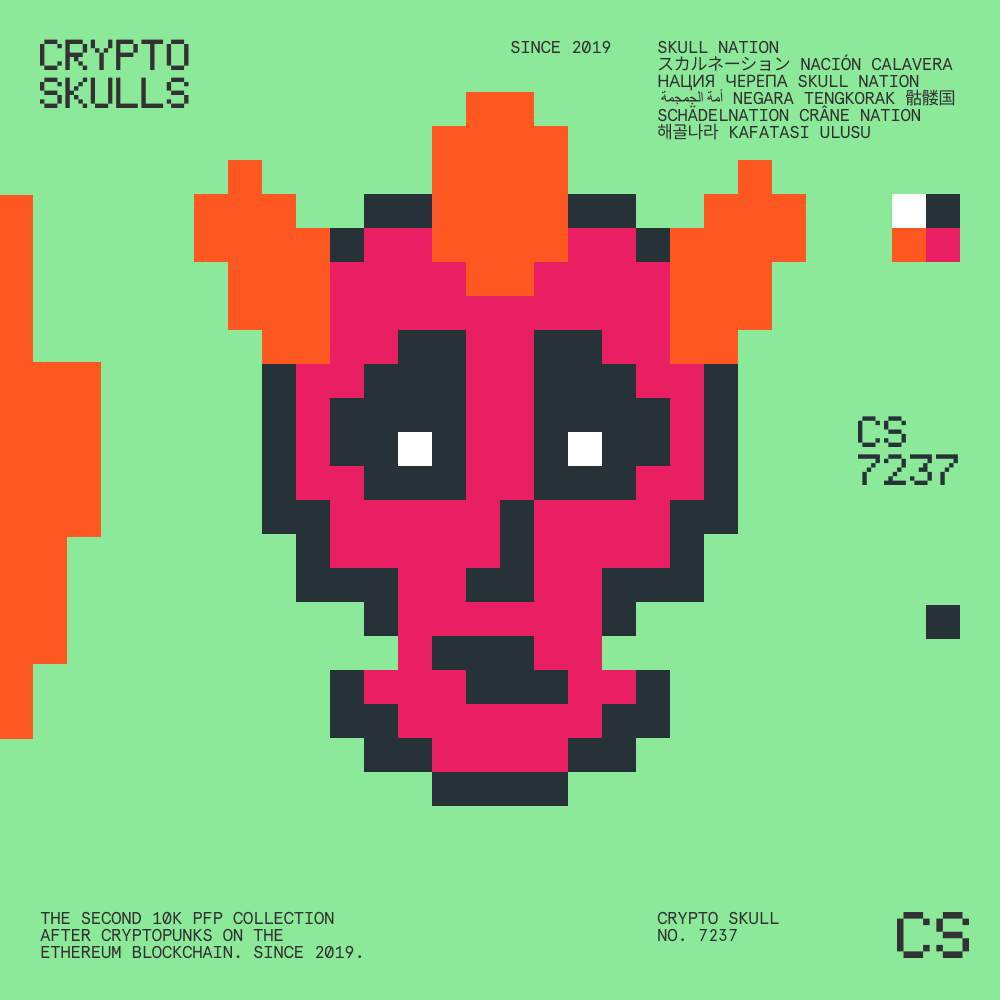 CRYPTO
SKULLS
SINCE 2019
SKULL NATION
スカルネーション NACIÓN CALAVERA
НАЦИЯ ЧЕРЕПА SKULL NATION
أمة الجمجمة NEGARA TENGKORAK 骷髅国
SCHÄDELNATION CRÂNE NATION
해골나라 KAFATASI ULUSU
CS
7237
THE SECOND 10K PFP COLLECTION
AFTER CRYPTOPUNKS ON THE
ETHEREUM BLOCKCHAIN. SINCE 2019.
CRYPTO SKULL
NO. 7237
CS